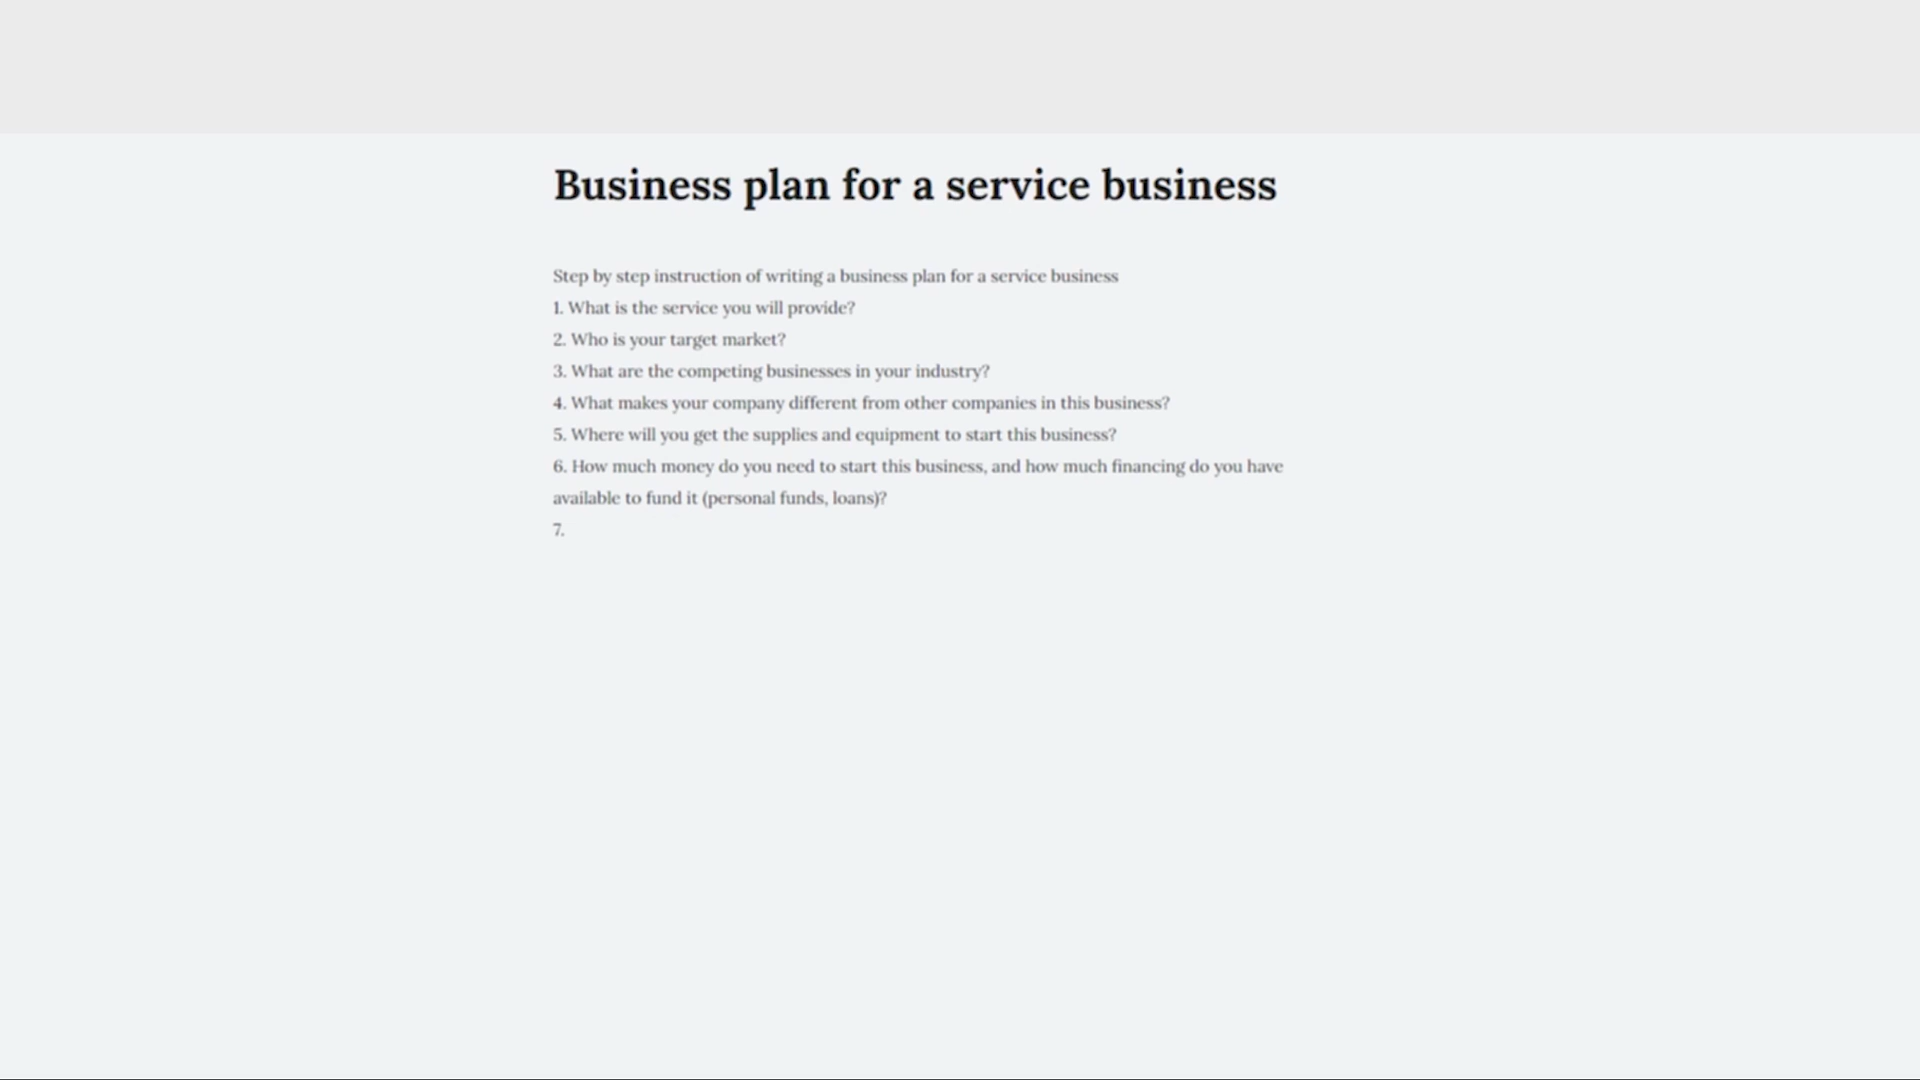 Business plan for a service business
Step by step instruction of writing a business plan for a service business
1. What is the service you will provide?
2. Who is your target market?
3. What are the competing businesses in your industry?
4. What makes your company different from other companies in this business?
5. Where will you get the supplies and equipment to start this business?
6. How much money do you need to start this business, and how much financing do you have
available to fund it (personal funds, loans)?
7.